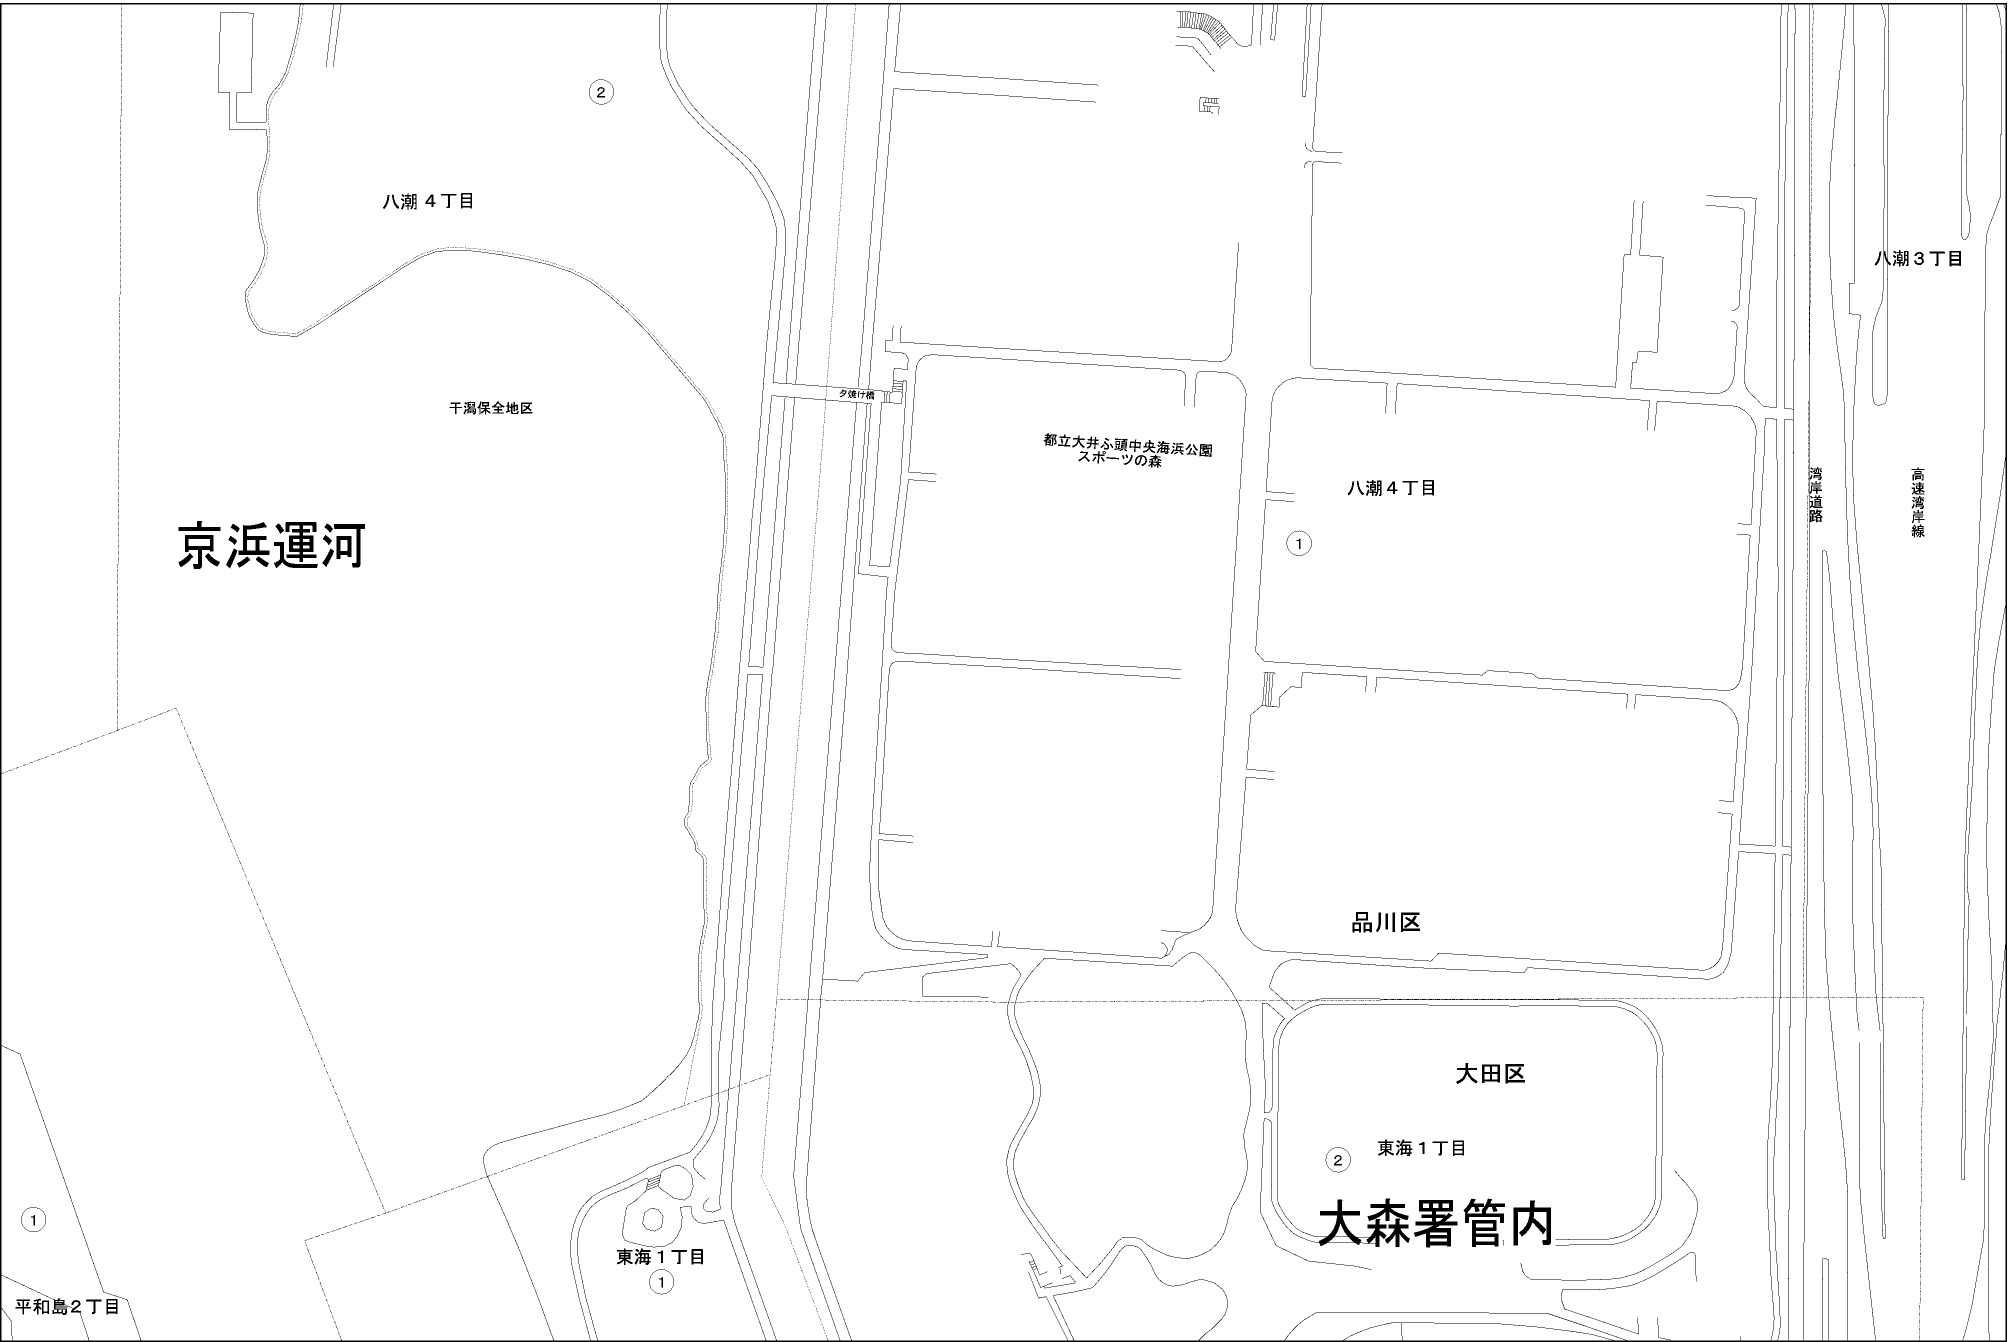 ②
八潮４丁目
八潮３丁目
夕焼け橋
干潟保全地区
都立大井ふ頭中央海浜公園
スポーツの森
八潮４丁目
湾岸道路
高速湾岸線
京浜運河
①
品川区
大田区
東海１丁目
②
大森署管内
①
東海１丁目
①
平和島２丁目